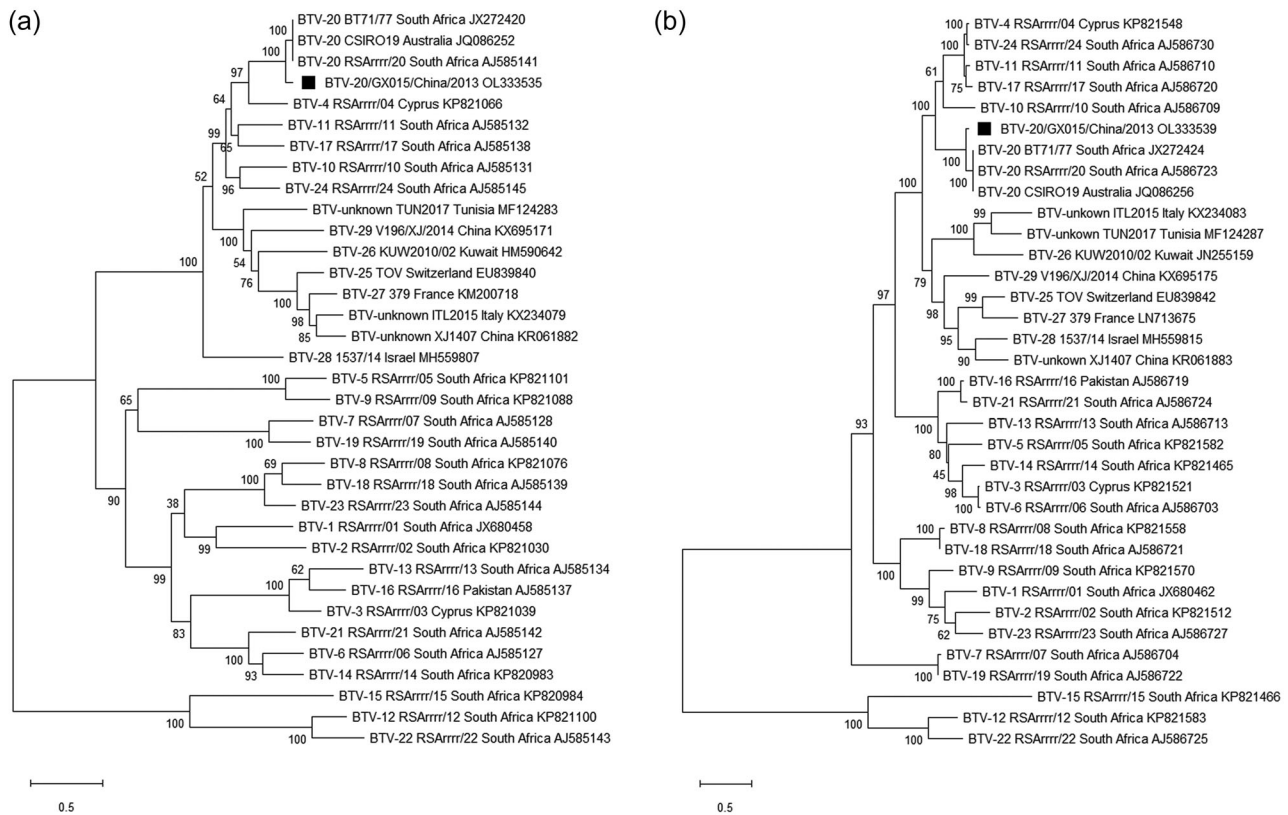 (a)
BTV-20 BT71/77 South Africa JX272420
100
BTV-20 CSIRO19 Australia JQ086252
100
BTV-20 RSArrrr/20 South Africa AJ585141
97
BTV-20/GX015/China/2013 OL333535
64
BTV-4 RSArrrr/04 Cyprus KP821066
BTV-11 RSArrrr/11 South Africa AJ585132
99
65
BTV-17 RSArrrr/17 South Africa AJ585138
BTV-10 RSArrrr/10 South Africa AJ585131
52
96
BTV-24 RSArrrr/24 South Africa AJ585145
BTV-unknown TUN2017 Tunisia MF124283
BTV-29 V196/XJ/2014 China KX695171
100
BTV-26 KUW2010/02 Kuwait HM590642
54
100
BTV-25 TOV Switzerland EU839840
76
BTV-27 379 France KM200718
100
BTV-unknown ITL2015 Italy KX234079
98
BTV-unknown XJ1407 China KR061882
85
BTV-28 1537/14 Israel MH559807
BTV-5 RSArrrr/05 South Africa KP821101
100
BTV-9 RSArrrr/09 South Africa KP821088
65
BTV-7 RSArrrr/07 South Africa AJ585128
BTV-19 RSArrrr/19 South Africa AJ585140
100
BTV-8 RSArrrr/08 South Africa KP821076
69
BTV-18 RSArrrr/18 South Africa AJ585139
100
90
BTV-23 RSArrrr/23 South Africa AJ585144
38
BTV-1 RSArrrr/01 South Africa JX680458
BTV-2 RSArrrr/02 South Africa KP821030
99
BTV-13 RSArrrr/13 South Africa AJ585134
62
99
BTV-16 RSArrrr/16 Pakistan AJ585137
100
BTV-3 RSArrrr/03 Cyprus KP821039
83
BTV-21 RSArrrr/21 South Africa AJ585142
BTV-6 RSArrrr/06 South Africa AJ585127
100
BTV-14 RSArrrr/14 South Africa KP820983
93
BTV-15 RSArrrr/15 South Africa KP820984
BTV-12 RSArrrr/12 South Africa KP821100
100
BTV-22 RSArrrr/22 South Africa AJ585143
100
0.5
(b)
BTV-4 RSArrrr/04 Cyprus KP821548
100
BTV-24 RSArrrr/24 South Africa AJ586730
100
BTV-11 RSArrrr/11 South Africa AJ586710
61
BTV-17 RSArrrr/17 South Africa AJ586720
75
BTV-10 RSArrrr/10 South Africa AJ586709
100
BTV-20/GX015/China/2013 OL333539
BTV-20 BT71/77 South Africa JX272424
100
BTV-20 RSArrrr/20 South Africa AJ586723
100
100
BTV-20 CSIRO19 Australia JQ086256
BTV-unkown ITL2015 Italy KX234083
99
BTV-unkown TUN2017 Tunisia MF124287
100
BTV-26 KUW2010/02 Kuwait JN255159
BTV-29 V196/XJ/2014 China KX695175
79
BTV-25 TOV Switzerland EU839842
99
97
98
BTV-27 379 France LN713675
BTV-28 1537/14 Israel MH559815
95
BTV-unkown XJ1407 China KR061883
90
BTV-16 RSArrrr/16 Pakistan AJ586719
100
BTV-21 RSArrrr/21 South Africa AJ586724
BTV-13 RSArrrr/13 South Africa AJ586713
100
93
BTV-5 RSArrrr/05 South Africa KP821582
80
BTV-14 RSArrrr/14 South Africa KP821465
45
BTV-3 RSArrrr/03 Cyprus KP821521
98
BTV-6 RSArrrr/06 South Africa AJ586703
100
BTV-8 RSArrrr/08 South Africa KP821558
100
BTV-18 RSArrrr/18 South Africa AJ586721
BTV-9 RSArrrr/09 South Africa KP821570
100
BTV-1 RSArrrr/01 South Africa JX680462
99
BTV-2 RSArrrr/02 South Africa KP821512
75
BTV-23 RSArrrr/23 South Africa AJ586727
62
BTV-7 RSArrrr/07 South Africa AJ586704
BTV-19 RSArrrr/19 South Africa AJ586722
100
BTV-15 RSArrrr/15 South Africa KP821466
BTV-12 RSArrrr/12 South Africa KP821583
100
BTV-22 RSArrrr/22 South Africa AJ586725
100
0.5